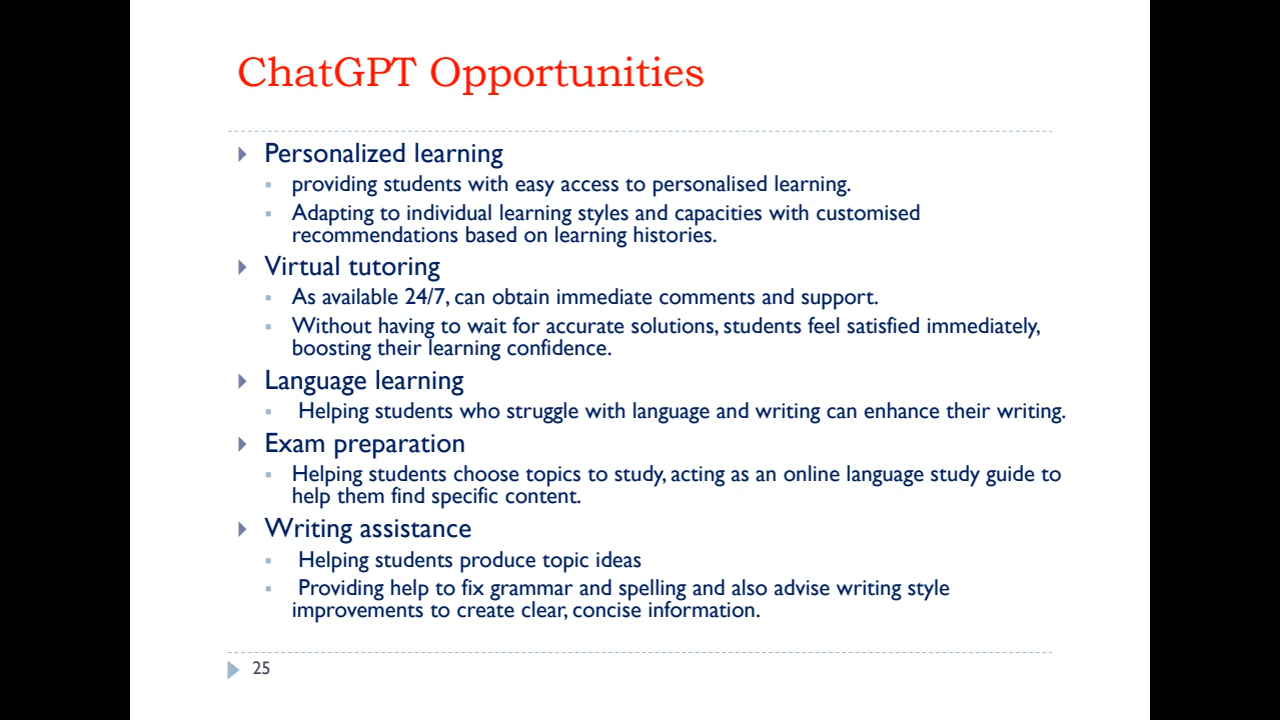 ChatGPT Opportunities
Personalized learning
providing students with easy access to personalised learning.
Adapting to individual learning styles and capacities with customised
recommendations based on learning histories.
Virtual tutoring
As available 24/7, can obtain immediate comments and support.
Without having to wait for accurate solutions, students feel satisfied immediately,
boosting their learning confidence.
Language learning
Helping students who struggle with language and writing can enhance their writing.
Exam preparation
Helping students choose topics to study, acting as an online language study guide to
help them find specific content.
Writing assistance
Helping students produce topic ideas
Providing help to fix grammar and spelling and also advise writing style
improvements to create clear, concise information.
25